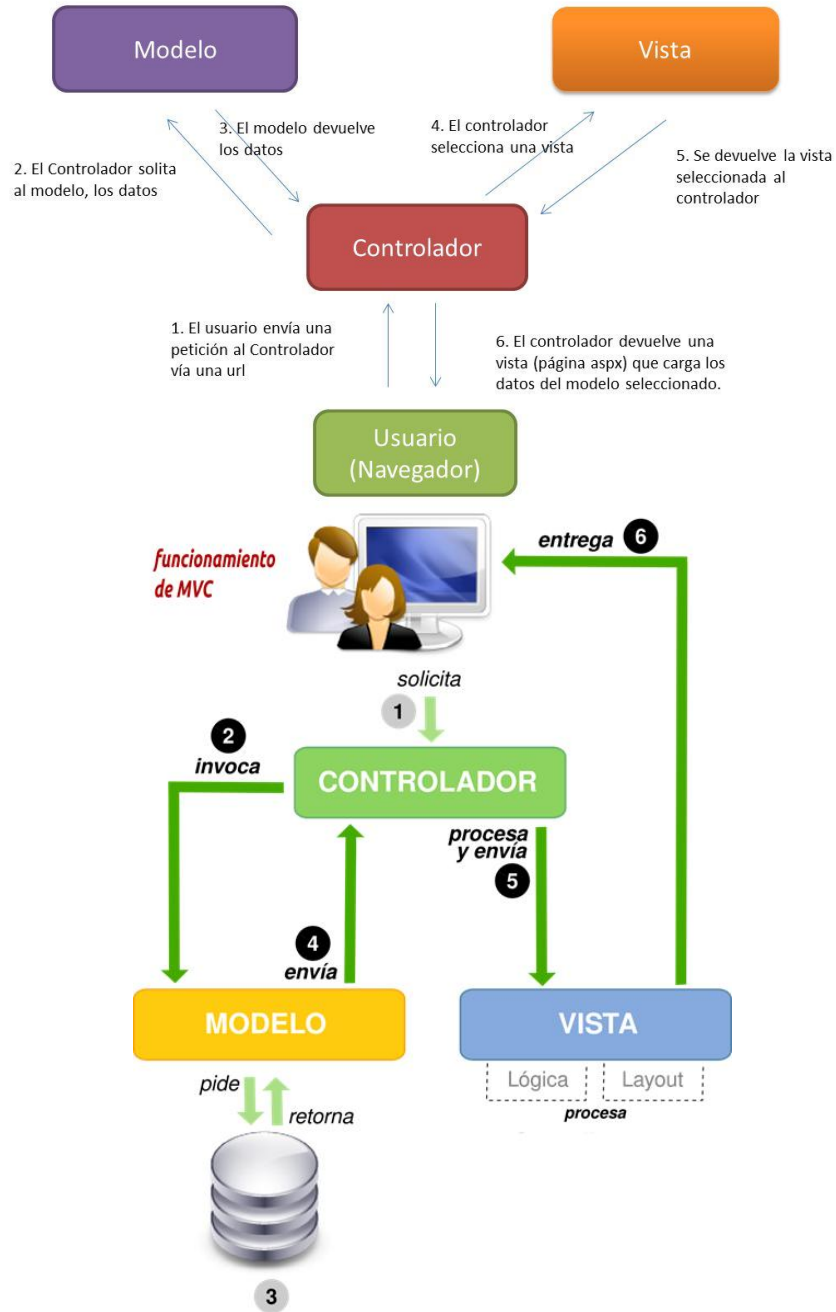 Modelo
Vista
3. El modelo devuelve
los datos
4. El controlador
selecciona una vista
2. El Controlador solita
al modelo, los datos
5. Se devuelve la vista
seleccionada al
controlador
Controlador
1. El usuario envía una
petición al Controlador
vía una url
6. El controlador devuelve una
vista (página aspx) que carga los
datos del modelo seleccionado.
Usuario
(Navegador)
funcionamiento
de MVC
entrega 6
solicita
1
2
invoca
CONTROLADOR
procesa
y envía
5
4
envía
MODELO
VISTA
Lógica
Layout
procesa
pide
retorna
3